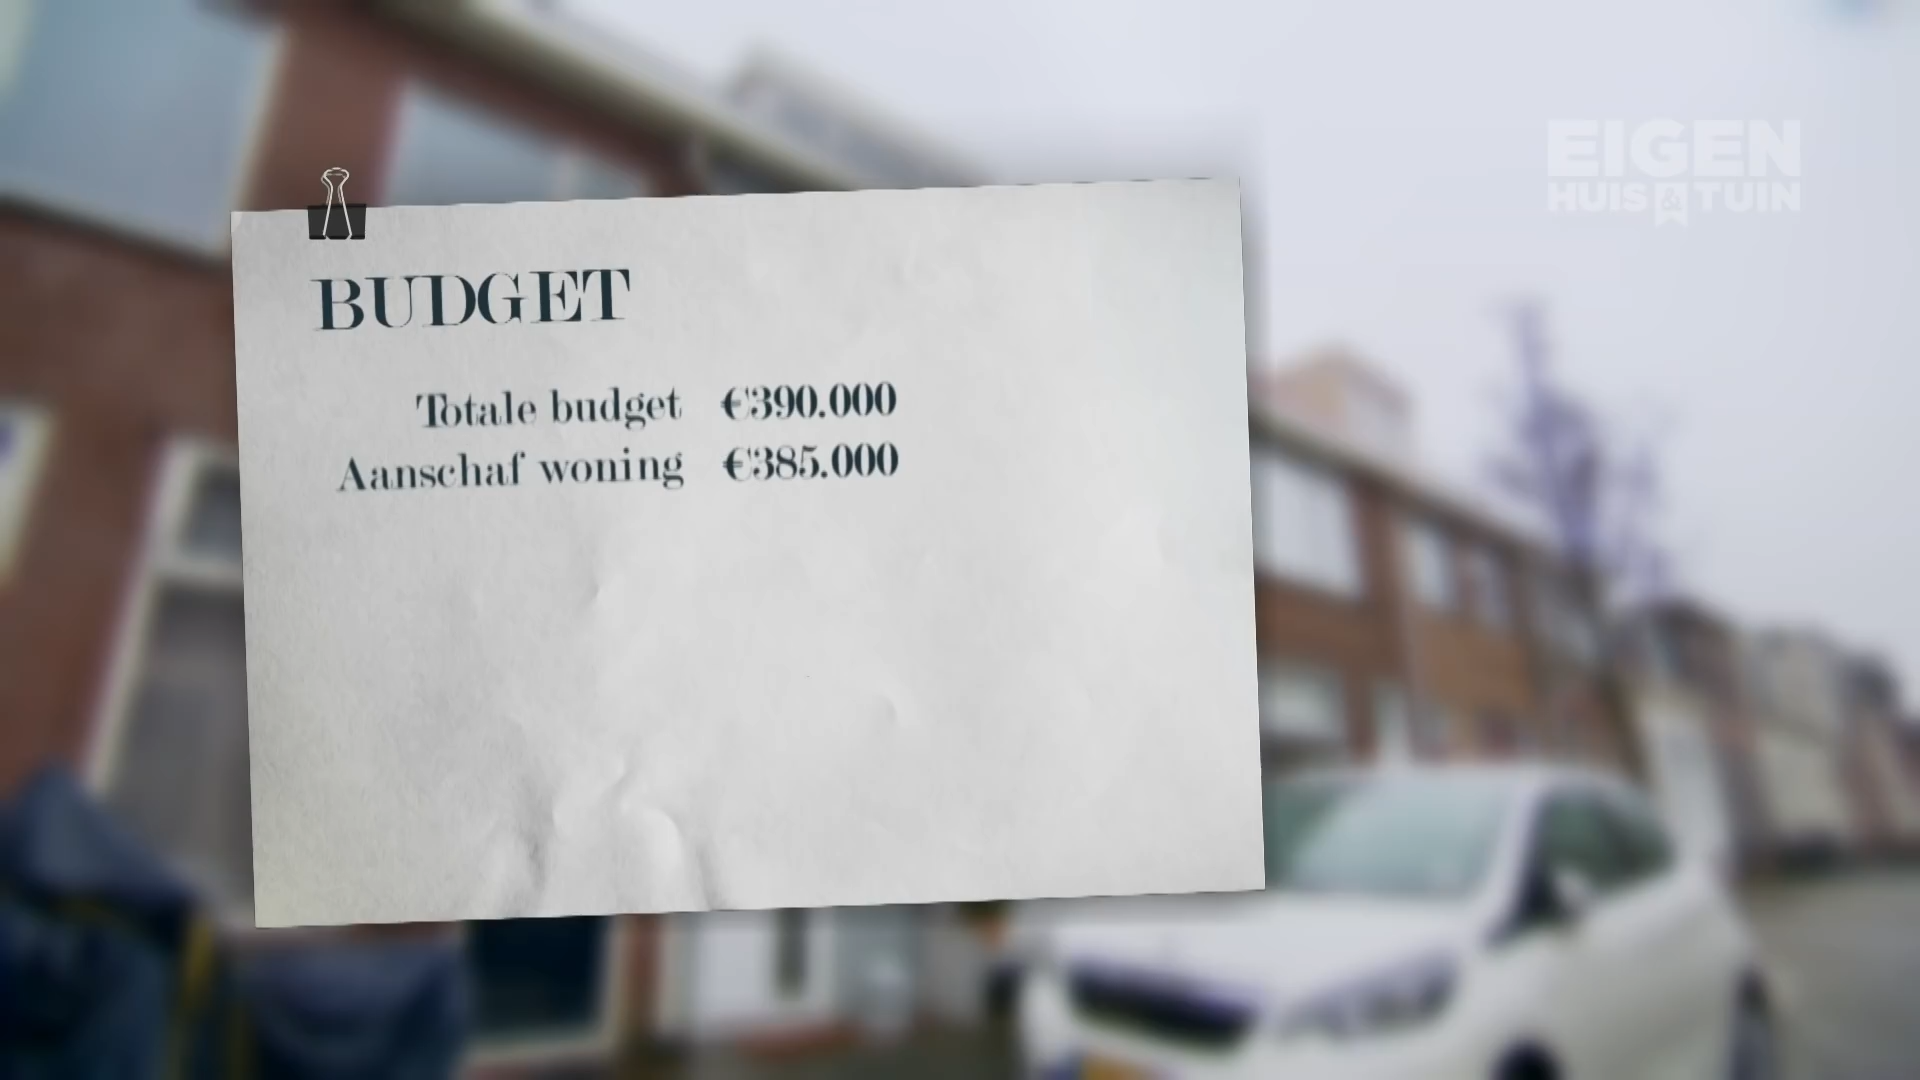 EIGEN
HUIS & TUIN
BUDGET
Totale budget €390.000
Aanschaf woning €385.000